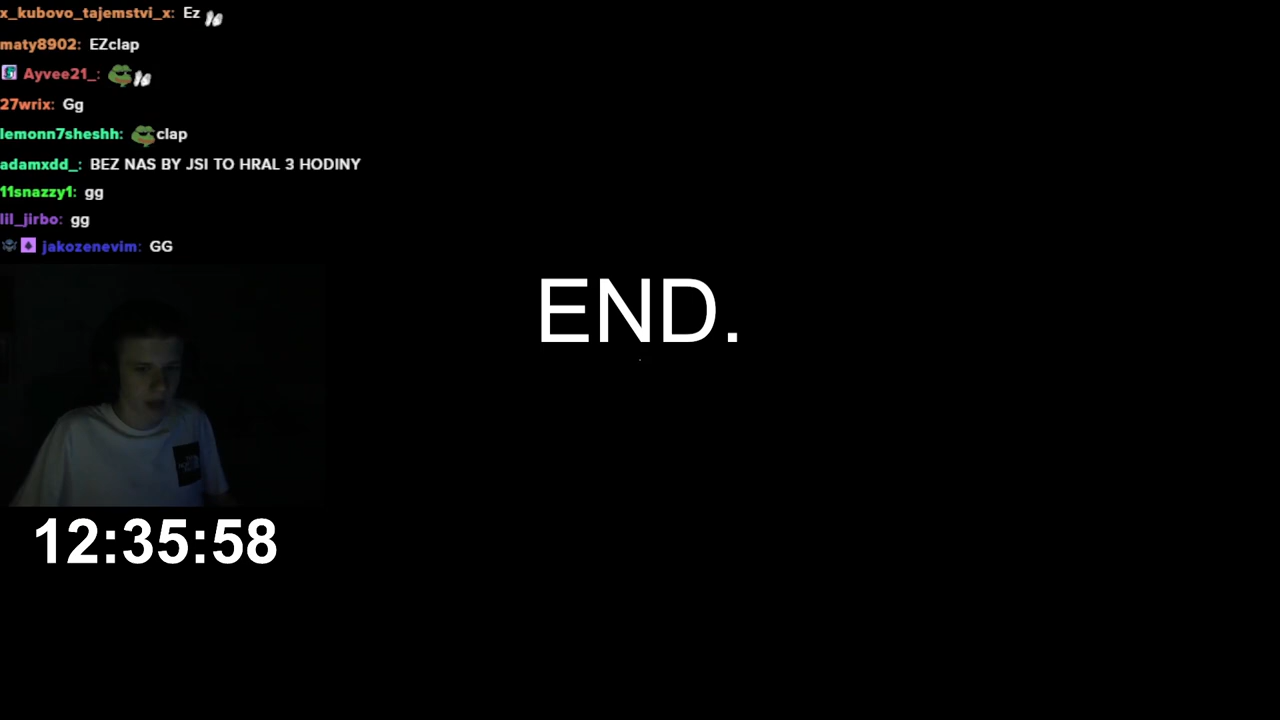 x_kubovo_tajemstvi_x: Ez
maty8902: EZclap
Ayvee21_:
27wrix: Gg
lemonn7sheshh: clap
adamxdd_: BEZ NAS BY JSI TO HRAL 3 HODINY
11snazzy1: gg
lil_jirbo: gg
jakozenevim: GG
END.
12:35:58